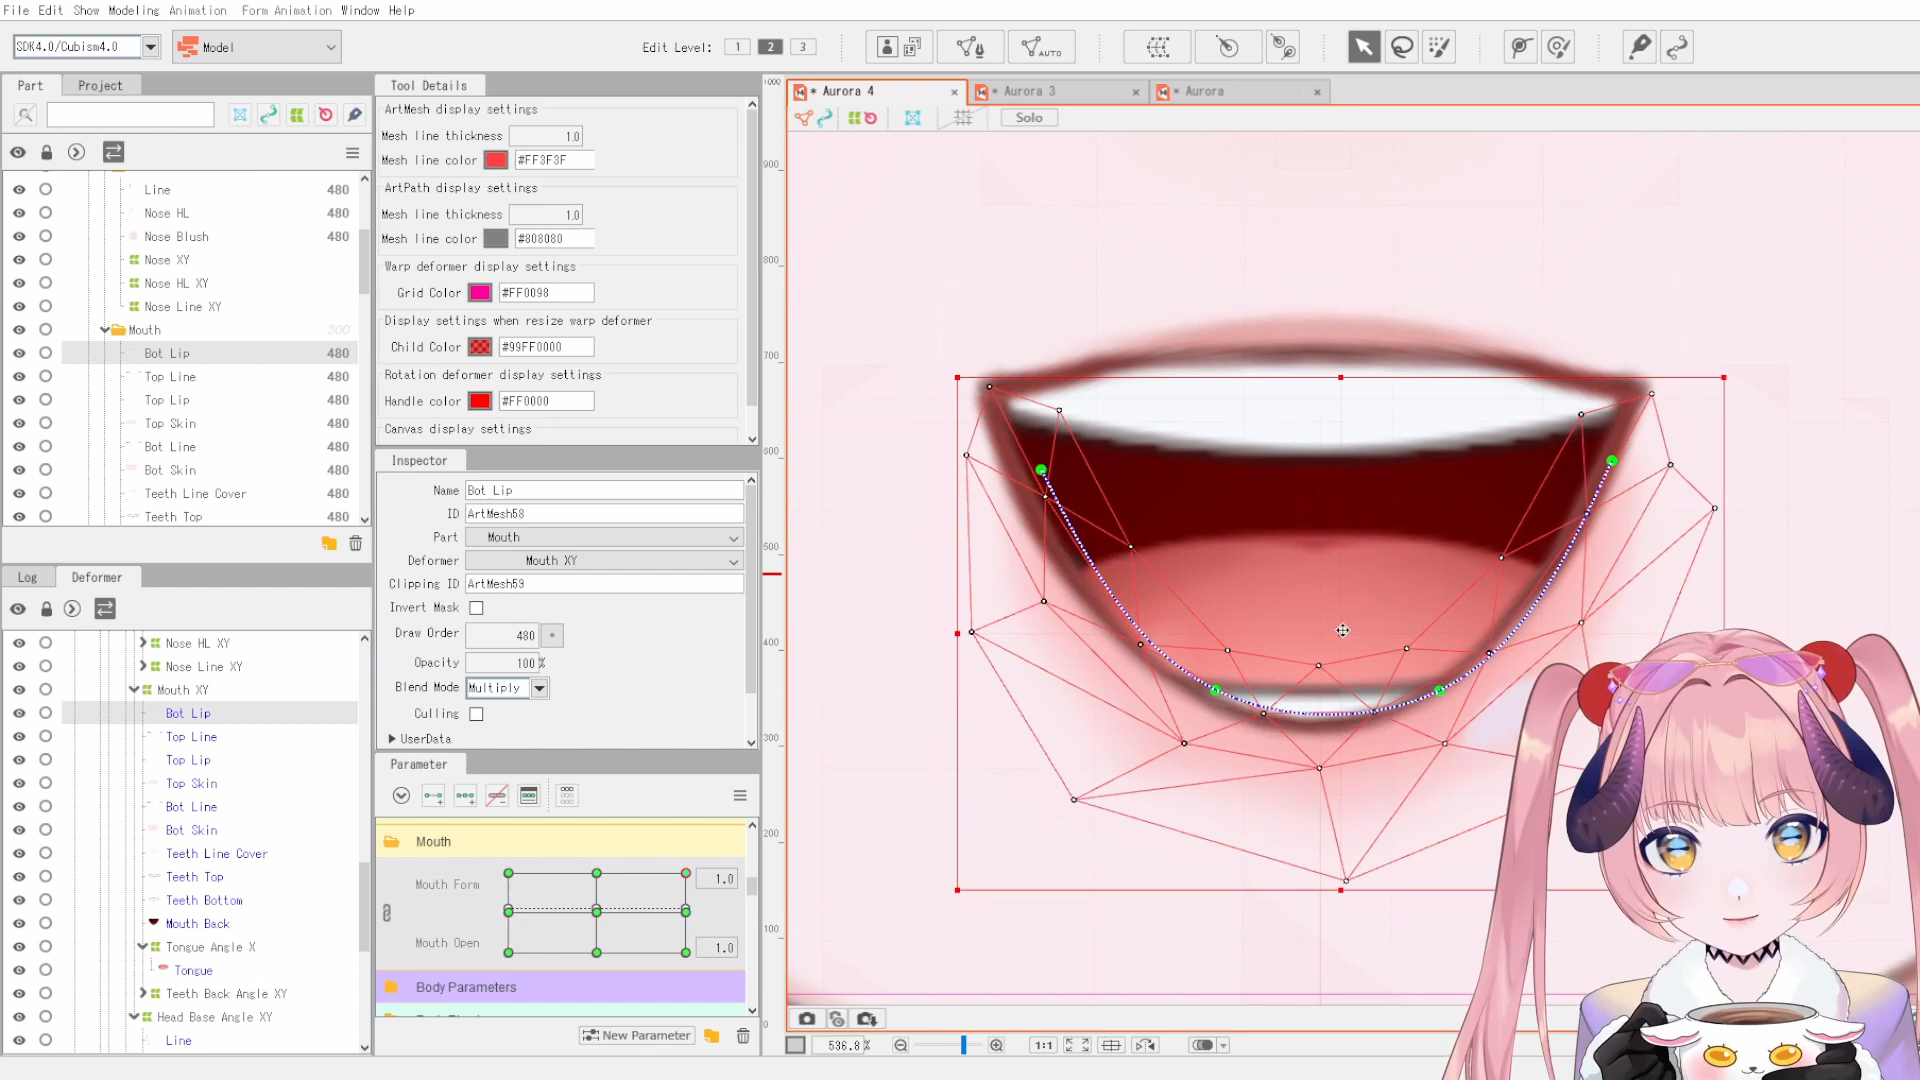 File Edit Show Modeling Animation Form Animation Window Help
SDK4.0/Cubism4.0
Model
Edit Level: 1 2 3
AUTO
Part Project
Line 480
Nose HL 480
Nose Blush 480
Nose XY
Nose HL XY
Nose Line XY
Mouth 500
Bot Lip 480
Top Line 480
Top Lip 480
Top Skin 480
Bot Line 480
Bot Skin 480
Teeth Line Cover 480
Teeth Top 480
Log Deformer
Nose HL XY
Nose Line XY
Mouth XY
Bot Lip
Top Line
Top Lip
Top Skin
Bot Line
Bot Skin
Teeth Line Cover
Teeth Top
Teeth Bottom
Mouth Back
Tongue Angle X
Tongue
Teeth Back Angle XY
Head Base Angle XY
Line
Tool Details
ArtMesh display settings
Mesh line thickness 1.0
Mesh line color #FF3F3F
ArtPath display settings
Mesh line thickness 1.0
Mesh line color #808080
Warp deformer display settings
Grid Color #FF0098
Display settings when resize warp deformer
Child Color #99FF0000
Rotation deformer display settings
Handle color #FF0000
Canvas display settings
Inspector
Name Bot Lip
ID ArtMesh58
Part Mouth
Deformer Mouth XY
Clipping ID ArtMesh59
Invert Mask
Draw Order 480
Opacity 100 %
Blend Mode Multiply
Culling
UserData
Parameter
Mouth
Mouth Form 1.0
Mouth Open 1.0
Body Parameters
New Parameter
* Aurora 4 * Aurora 3 * Aurora
Solo
900
800
700
600
500
400
300
200
100
0
536.8 %
1:1